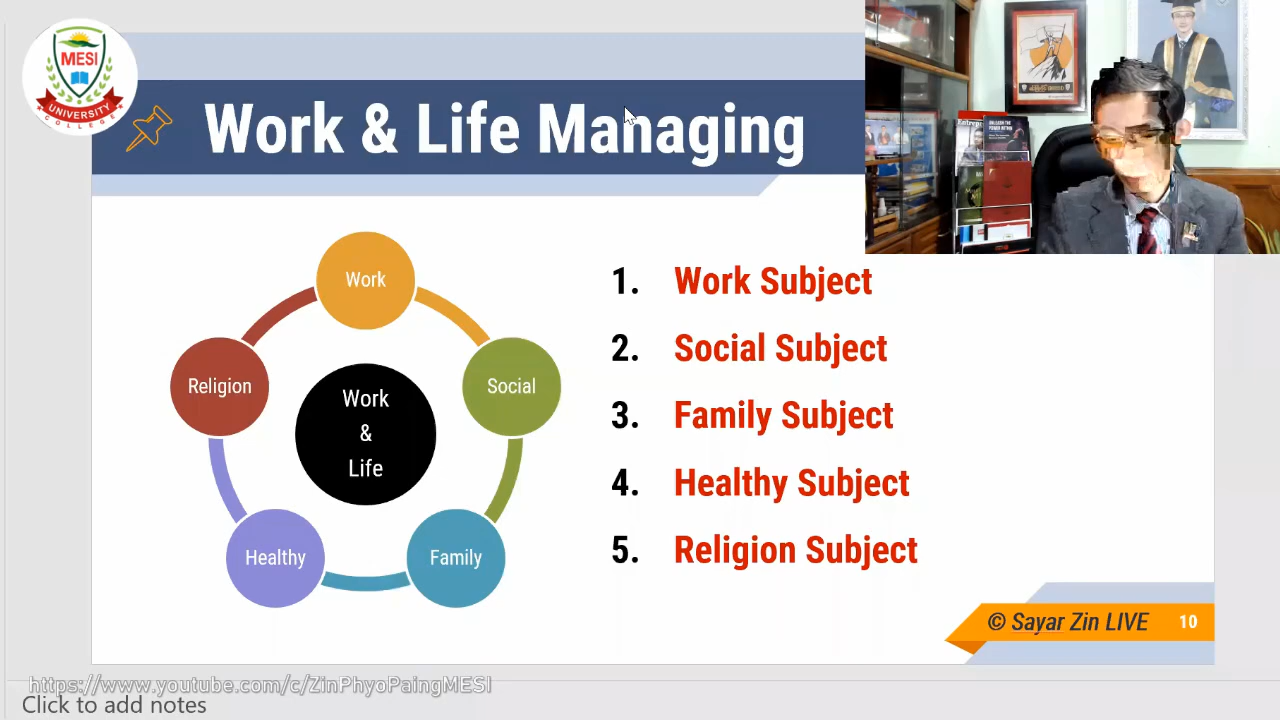 MESI
UNIVERSITY
COLLEGE
Work & Life Managing
Work
Social
Family
Healthy
Religion
Work
&
Life
1. Work Subject
2. Social Subject
3. Family Subject
4. Healthy Subject
5. Religion Subject
© Sayar Zin LIVE 10
https://www.youtube.com/c/ZinPhyoPaingMESI
Click to add notes